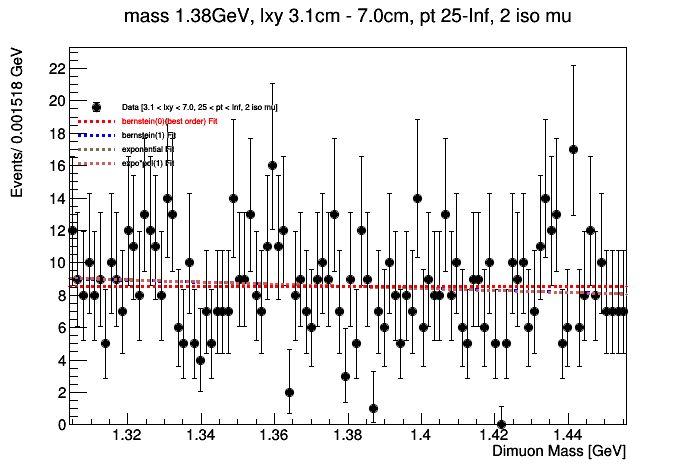 mass 1.38GeV, lxy 3.1cm - 7.0cm, pt 25-Inf, 2 iso mu
Events/ 0.001518 GeV
22
20
18
16
14
12
10
8
6
4
2
0
Data [3.1 < lxy < 7.0, 25 < pt < Inf, 2 iso mu]
bernstein(0)(best order) Fit
bernstein(1) Fit
exponential Fit
expo*pol(1) Fit
1.32 1.34 1.36 1.38 1.4 1.42 1.44
Dimuon Mass [GeV]